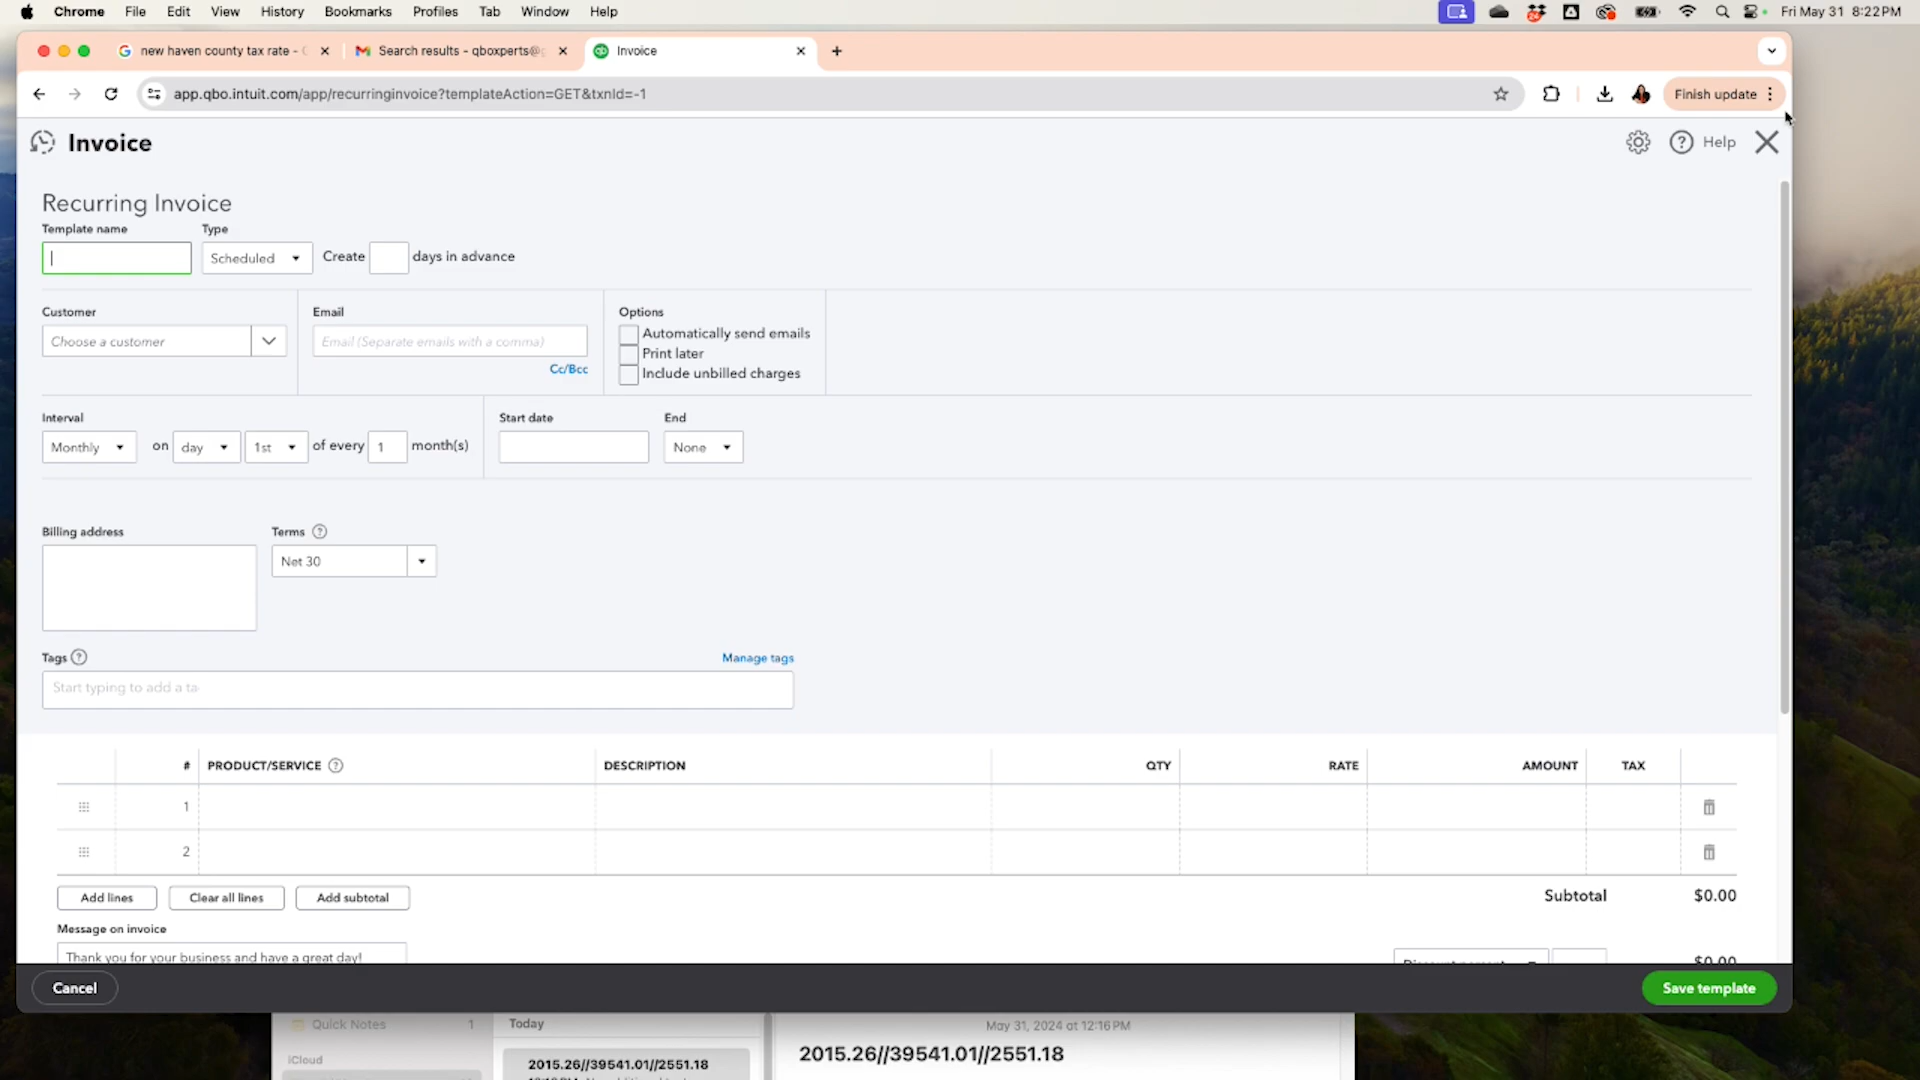 Chrome File Edit View History Bookmarks Profiles Tab Window Help
Fri May 31 8:22 PM
new haven county tax rate -
Search results - qboxperts@
Invoice
app.qbo.intuit.com/app/recurringinvoice?templateAction=GET&txnId=-1
Finish update
Invoice
Help
Recurring Invoice
Template name Type
Scheduled Create days in advance
Customer Email Options
Choose a customer Email (Separate emails with a comma) Automatically send emails
Print later
Cc/Bcc Include unbilled charges
Interval Start date End
Monthly on day 1st of every 1 month(s) None
Billing address Terms
Net 30
Tags Manage tags
Start typing to add a ta
# PRODUCT/SERVICE DESCRIPTION QTY RATE AMOUNT TAX
1
2
Add lines Clear all lines Add subtotal Subtotal $0.00
Message on invoice
Thank you for your business and have a great day!
$0.00
Cancel Save template
Quick Notes 1 Today May 31, 2024 at 12:16 PM
iCloud 2015.26//39541.01//2551.18 2015.26//39541.01//2551.18